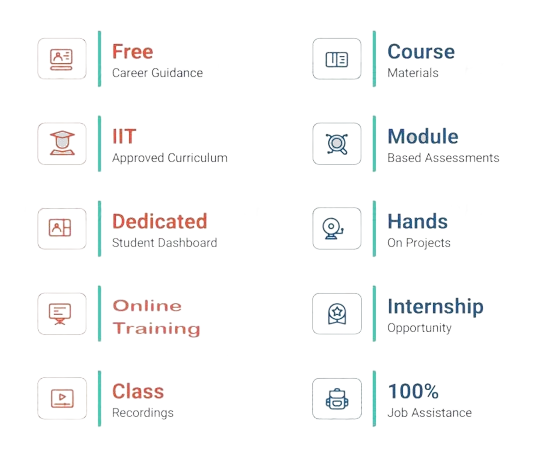 Free
Career Guidance
Course
Materials
IIT
Approved Curriculum
Module
Based Assessments
Dedicated
Student Dashboard
Hands
On Projects
Online
Training
Internship
Opportunity
Class
Recordings
100%
Job Assistance